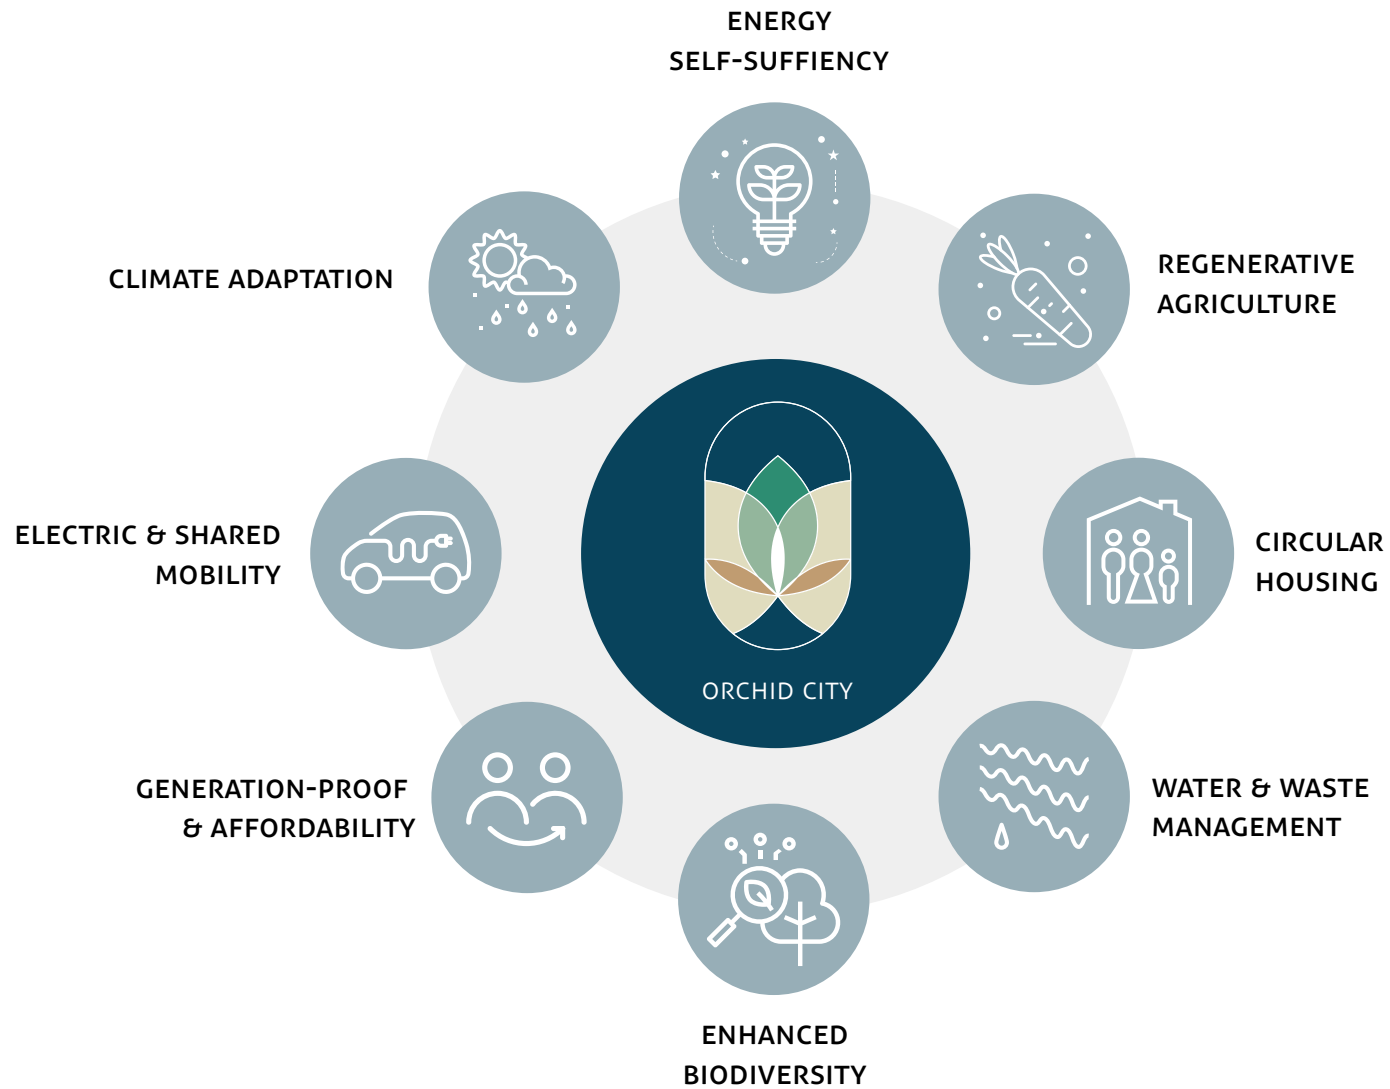 ENERGY
SELF-SUFFIENCY
CLIMATE ADAPTATION
REGENERATIVE
AGRICULTURE
ELECTRIC & SHARED
MOBILITY
CIRCULAR
HOUSING
ORCHID CITY
GENERATION-PROOF
& AFFORDABILITY
WATER & WASTE
MANAGEMENT
ENHANCED
BIODIVERSITY